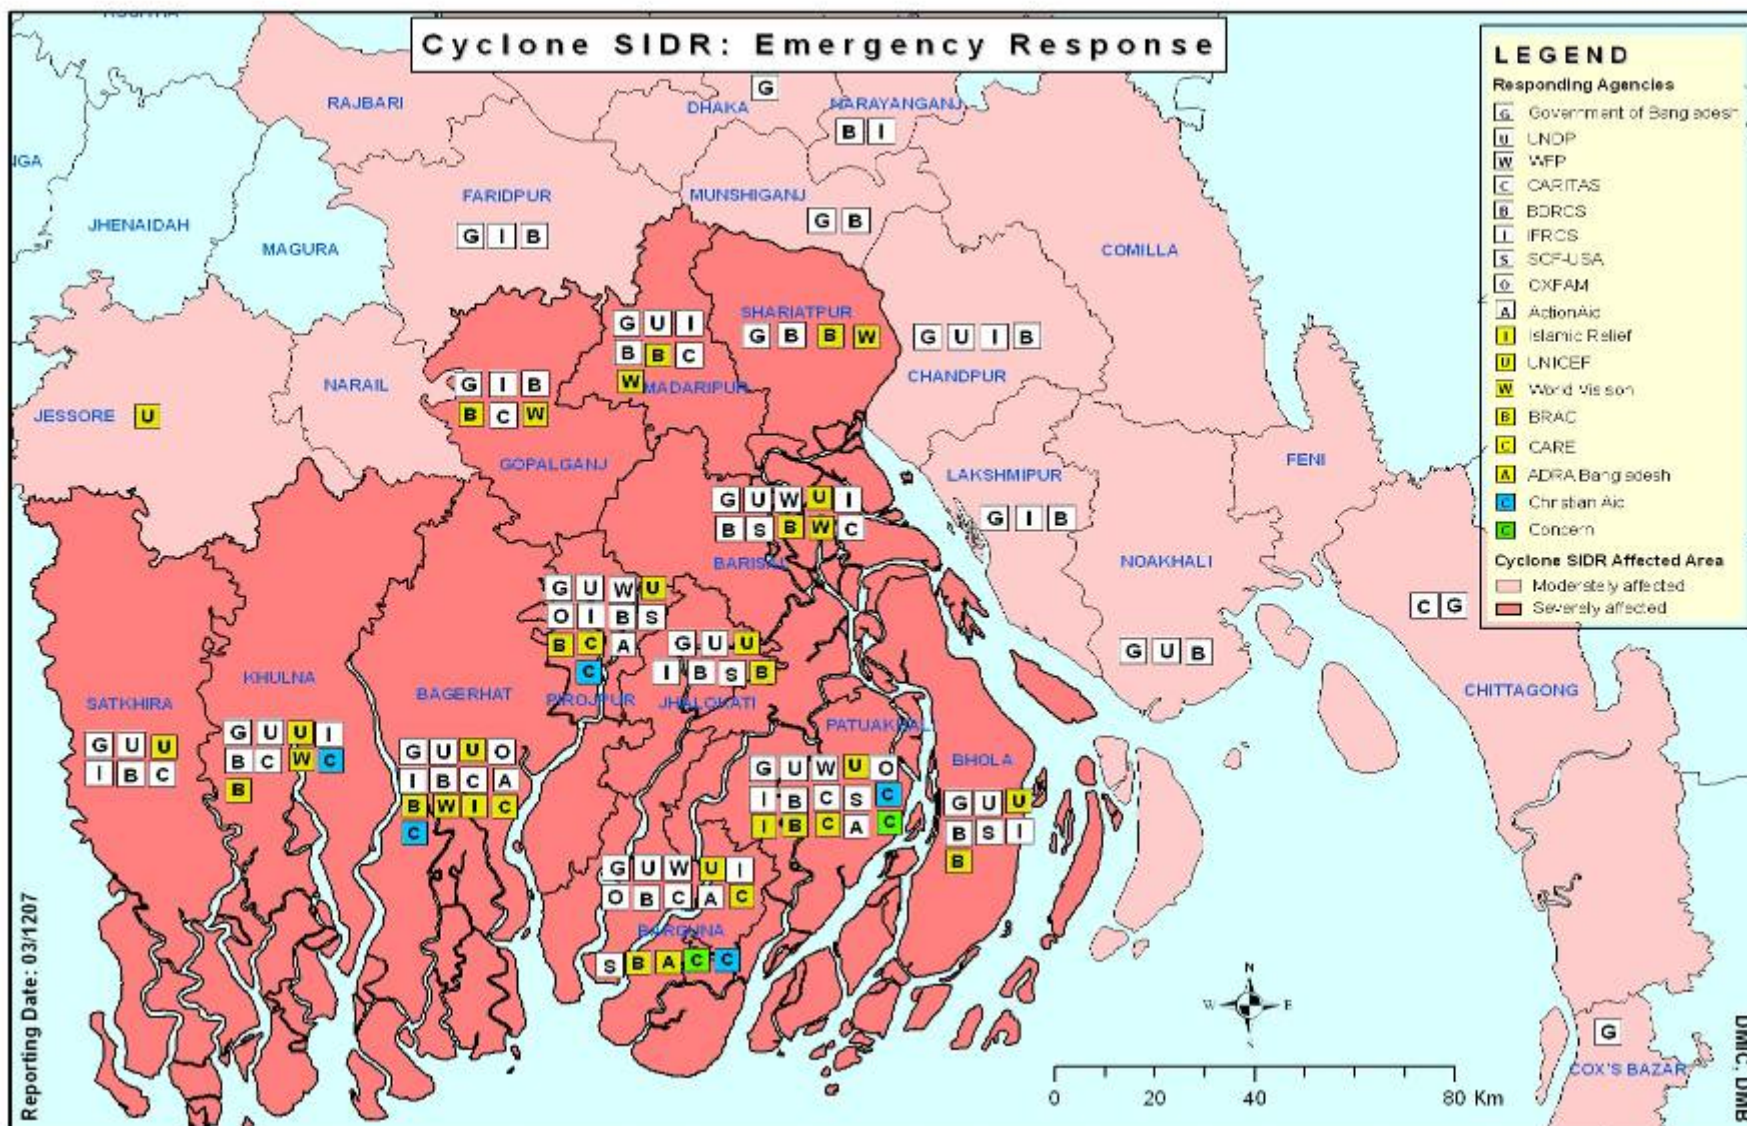 Cyclone SIDR: Emergency Response
RAJBARI
DHAKA
G
NARAYANGANJ
B I
FARIDPUR
G I B
MUNSHIGANJ
G B
JHENAIDAH
MAGURA
COMILLA
NGA
SHARIATPUR
G B B W
G U I
B B C
W
MADARIPUR
G U I B
CHANDPUR
NARAIL
JESSORE U
G I B
B C W
GOPALGANJ
LAKSHMIPUR
G I B
FENI
G U W U I
B S B W C
BARISAL
NOAKHALI
G U B
C G
CHITTAGONG
G U W U
O I B S
B C A
C
PIROJPUR
G U U
I B S B
JHALOKATI
SATKHIRA
G U U
I B C
KHULNA
G U U I
B C W C
B
BAGERHAT
G U U O
I B C A
B W I C
C
PATUAKHALI
G U W U O
I B C S C
I B C A C
BHOLA
G U U
B S I
B
G U W U I
O B C A C
BARGUNA
S B A C C
G
COX'S BAZAR
N
W E
0 20 40 80 Km
Reporting Date: 03/1207
DMIC, DMB
LEGEND
Responding Agencies
G Government of Bangladesh
U UNDP
W WFP
C CARITAS
B BDRCS
I IFRCS
S SCF-USA
O OXFAM
A ActionAid
I Islamic Relief
U UNICEF
W World Vision
B BRAC
C CARE
A ADRA Bangladesh
C Christian Aid
C Concern
Cyclone SIDR Affected Area
Moderately affected
Severely affected